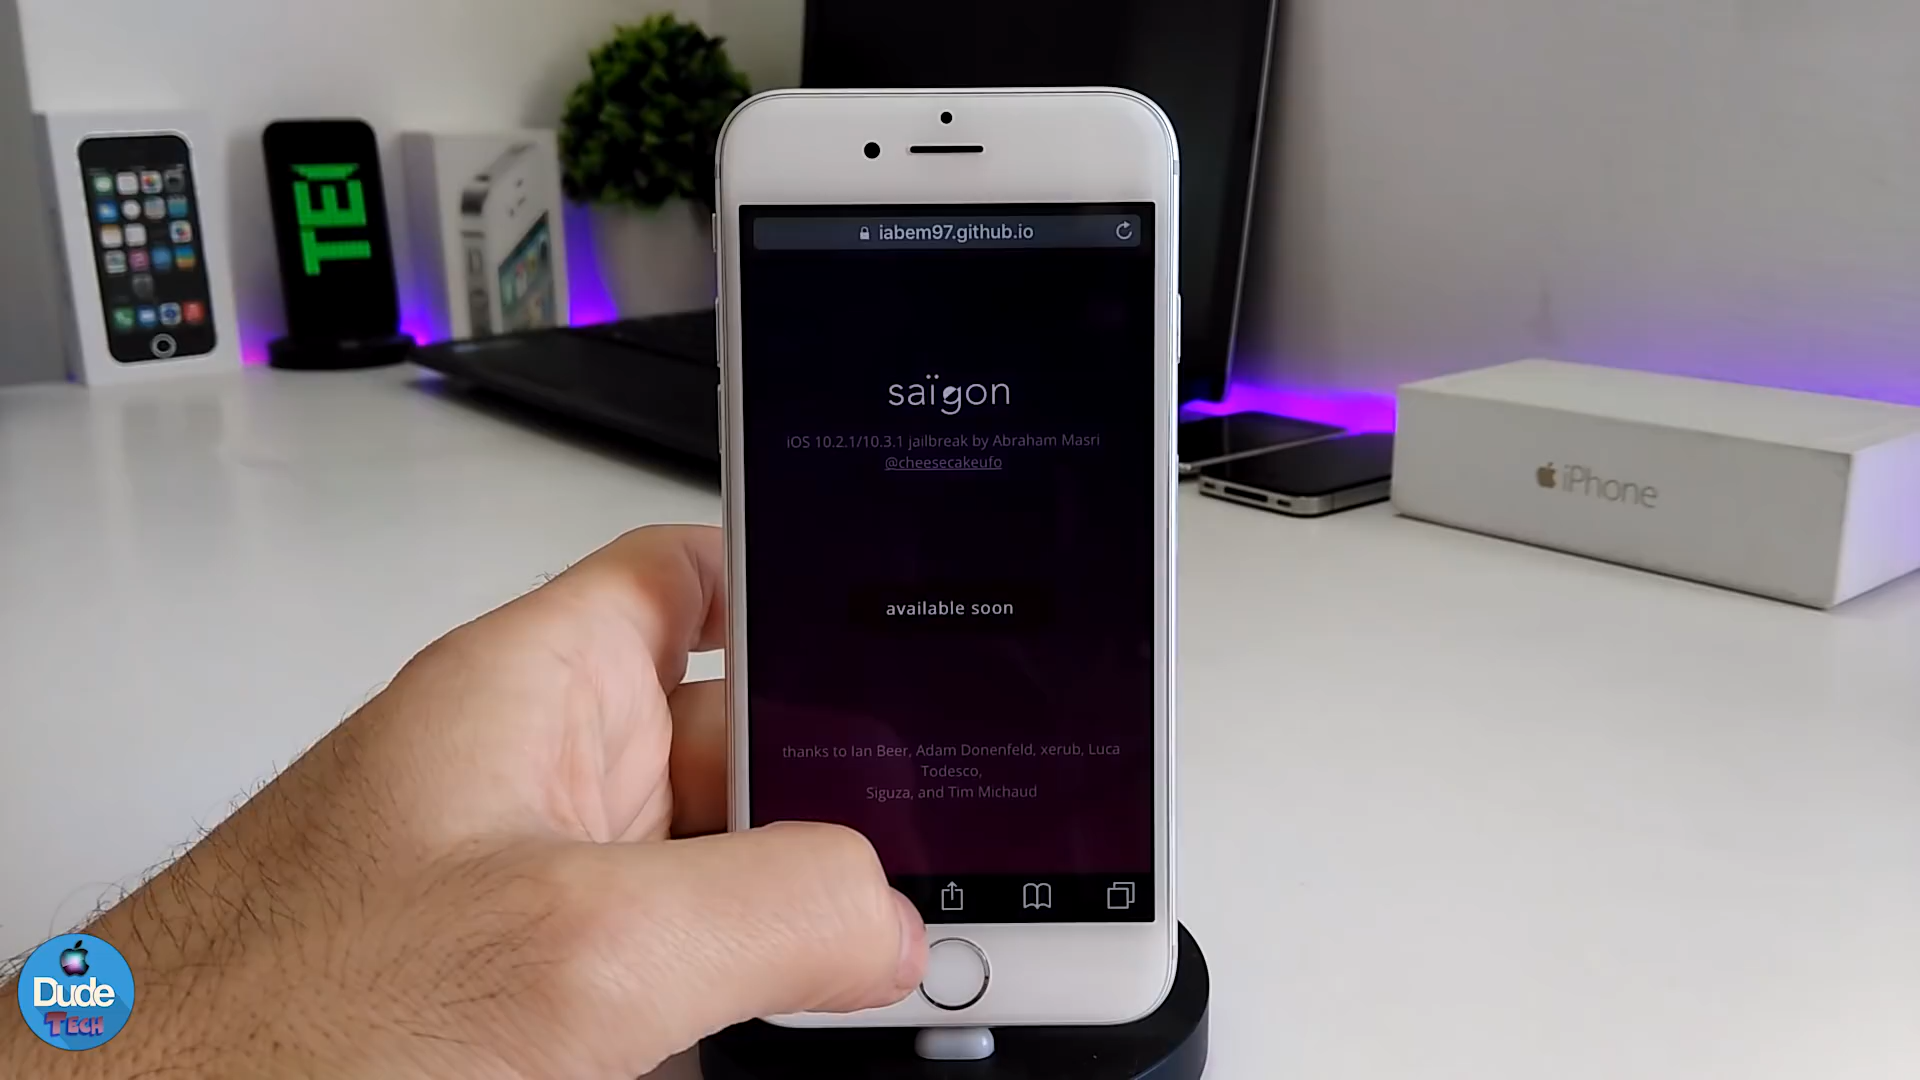 TE
iabem97.github.io
saïgon
iOS 10.2.1/10.3.1 jailbreak by Abraham Masri
@cheesecakeufo
available soon
thanks to Ian Beer, Adam Donenfeld, xerub, Luca
Todesco,
Siguza, and Tim Michaud
iPhone
Dude
TECH